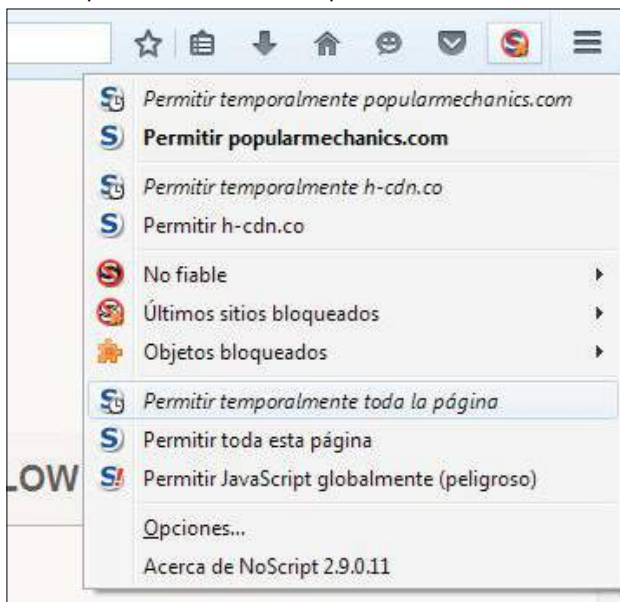 Permitir temporalmente popularmechanics.com
Permitir popularmechanics.com
Permitir temporalmente h-cdn.co
Permitir h-cdn.co
No fiable
Últimos sitios bloqueados
Objetos bloqueados
Permitir temporalmente toda la página
Permitir toda esta página
LOW
Permitir JavaScript globalmente (peligroso)
Opciones...
Acerca de NoScript 2.9.0.11